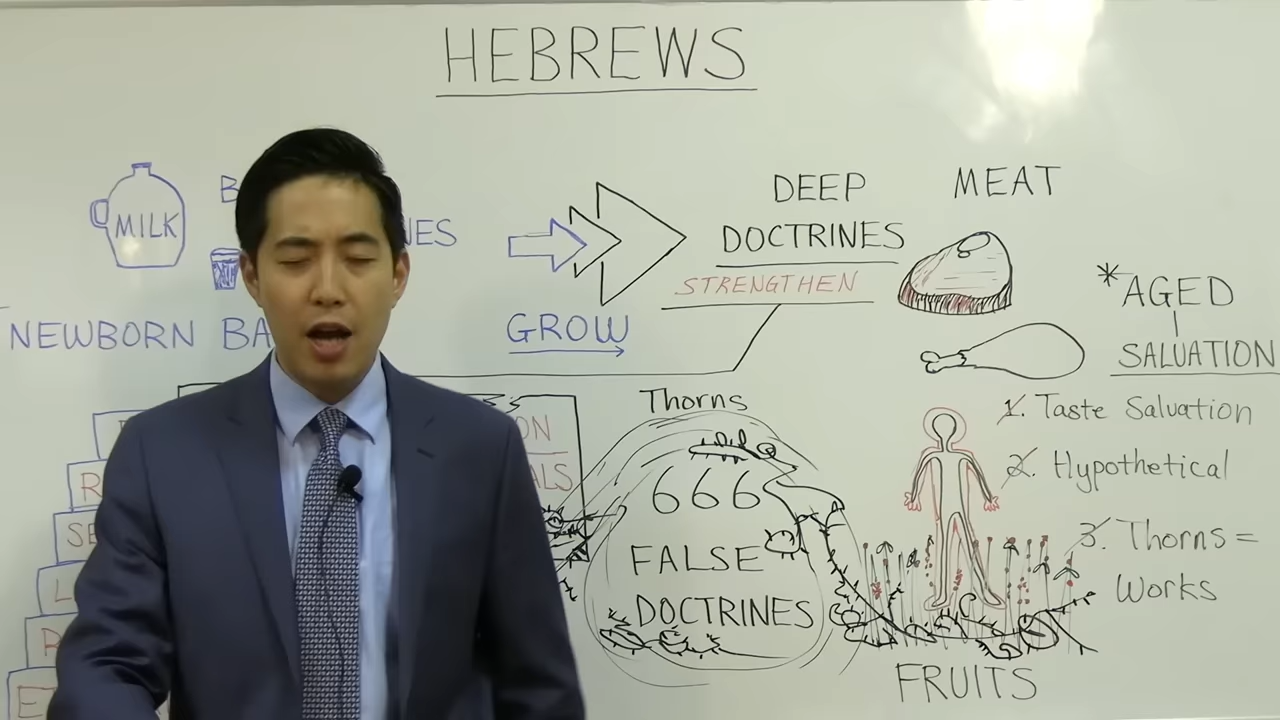 HEBREWS
DEEP
MEAT
MILK
DOCTRINES
STRENGTHEN
*AGED
NEWBORN
GROW
SALUATION
Thorns
1. Taste Saluation
666
2. Hypothetical
FALSE
3. Thorns =
DOCTRINES
Works
FRUITS